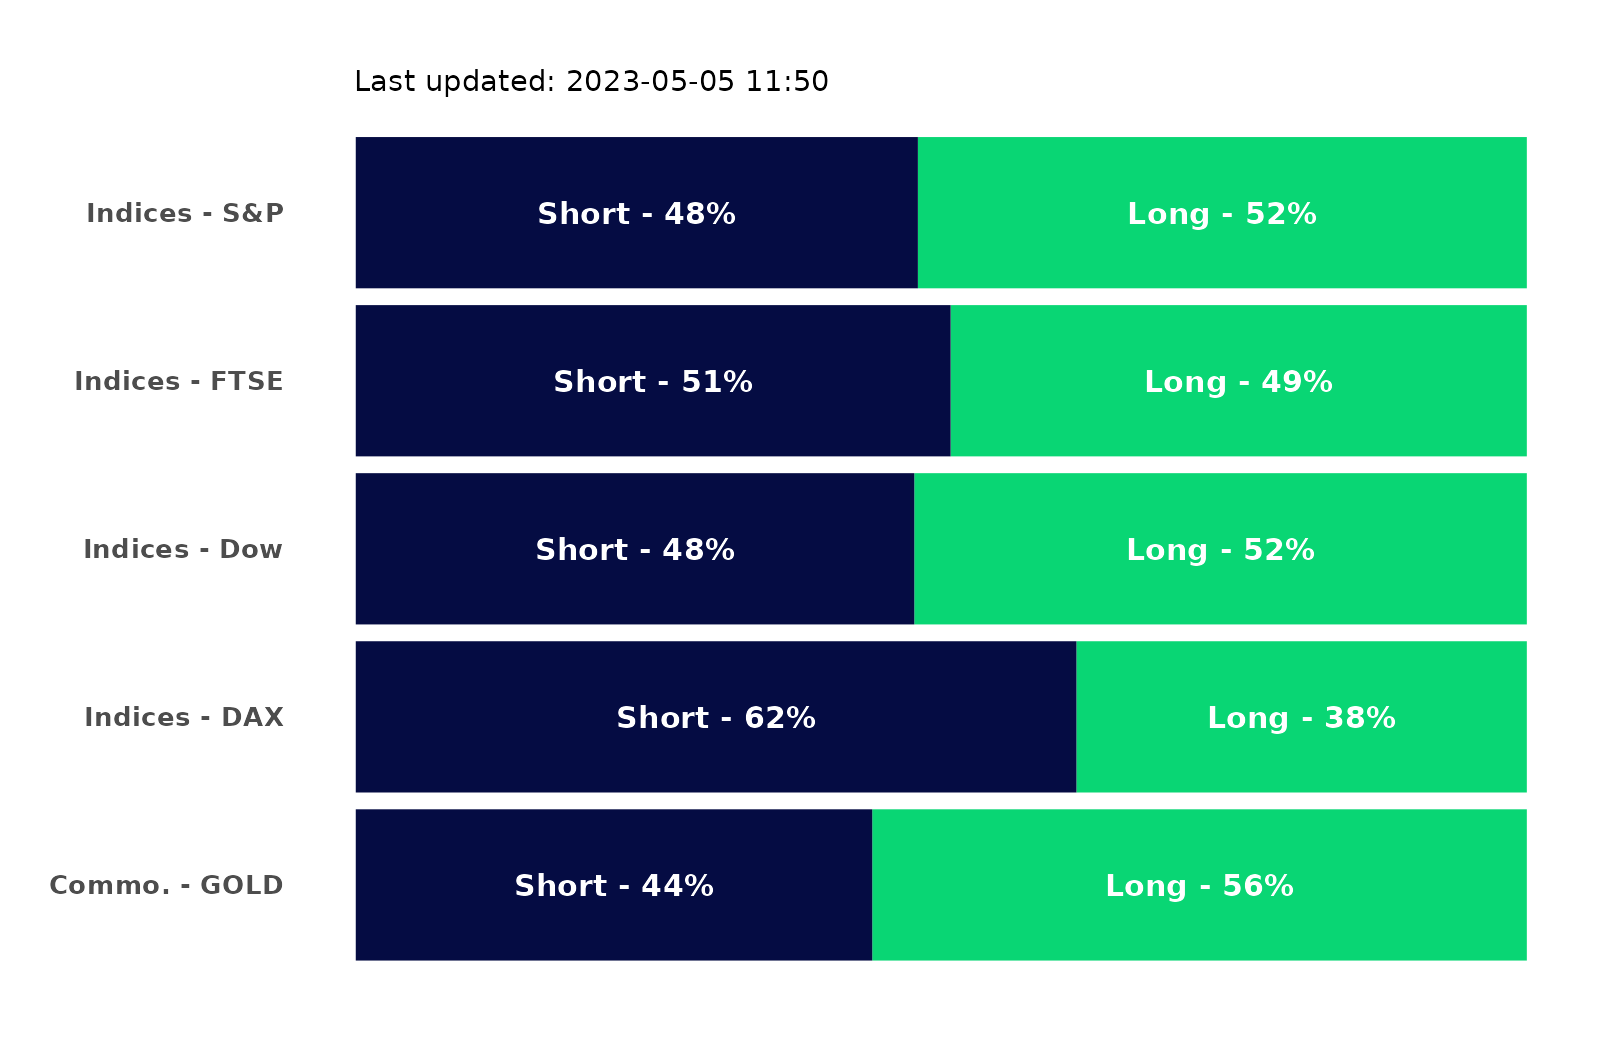 Last updated: 2023-05-05 11:50
Indices - S&P Short - 48% Long - 52%
Indices - FTSE Short - 51% Long - 49%
Indices - Dow Short - 48% Long - 52%
Indices - DAX Short - 62% Long - 38%
Commo. - GOLD Short - 44% Long - 56%